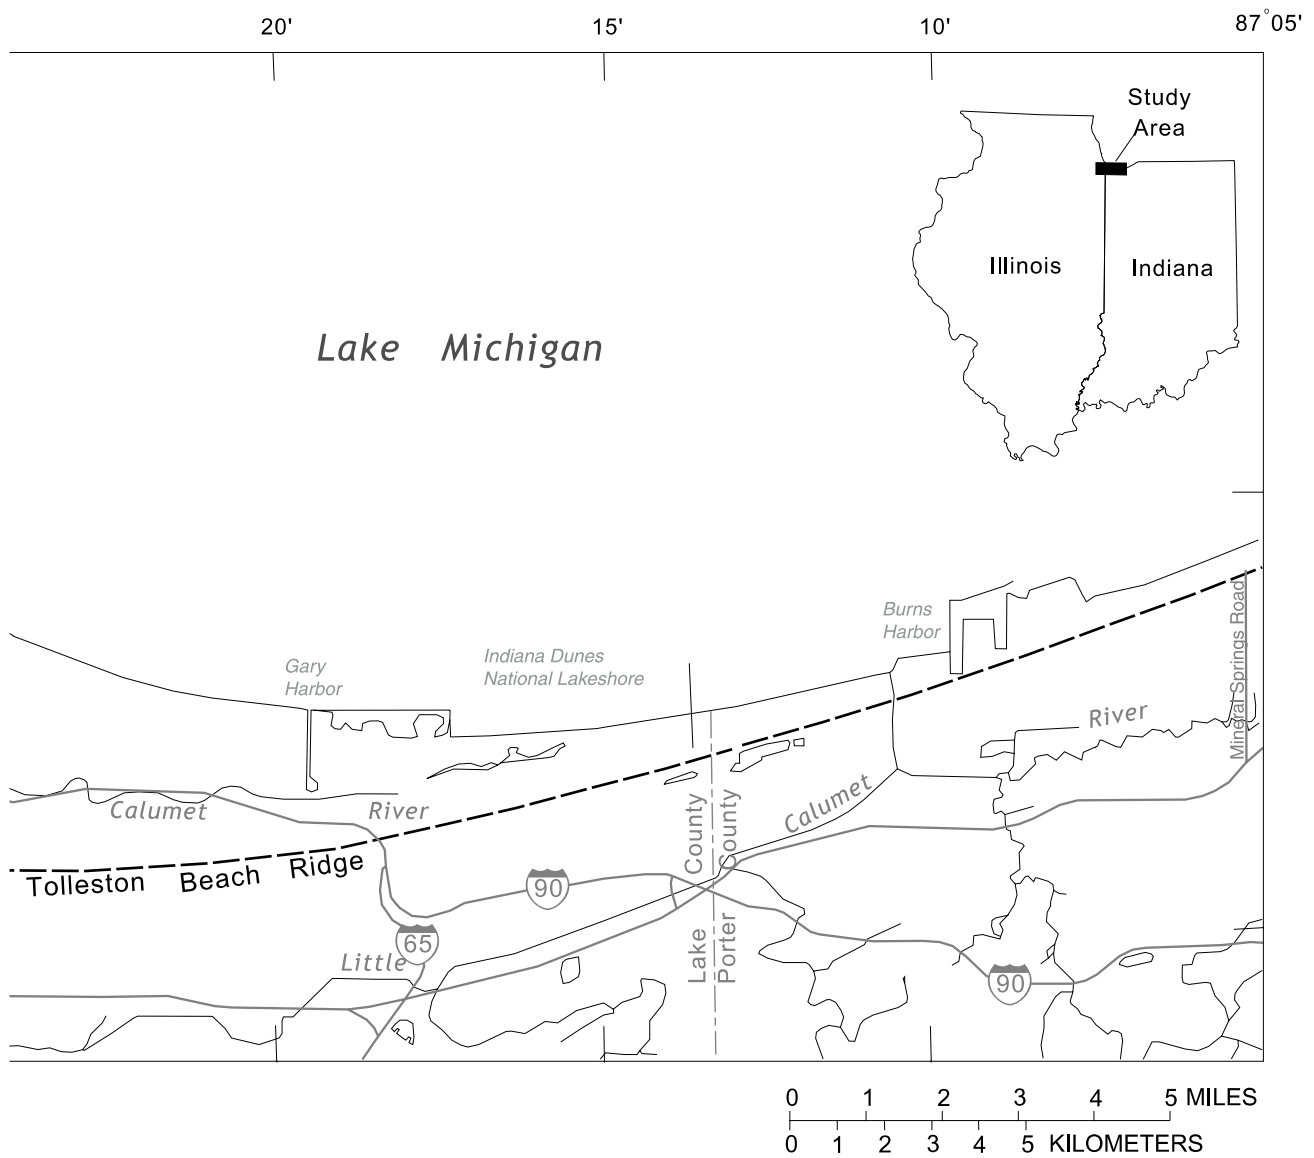 20'
15'
10'
87°05'
Study
Area
Illinois
Indiana
Lake Michigan
Burns
Harbor
Gary
Harbor
Indiana Dunes
National Lakeshore
Mineral Springs Road
River
Calumet
River
Calumet
Lake County
Porter County
Tolleston Beach Ridge
90
65
Little
90
0 1 2 3 4 5 MILES
0 1 2 3 4 5 KILOMETERS